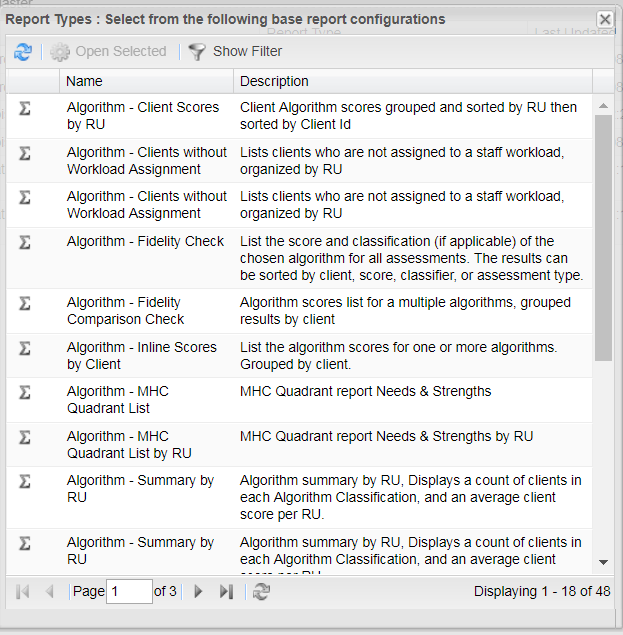 Report Types : Select from the following base report configurations
Report Type
Last Updated
Open Selected
Show Filter
Name
Description
Algorithm - Client Scores
by RU
Client Algorithm scores grouped and sorted by RU then
sorted by Client Id
Algorithm - Clients without
Workload Assignment
Lists clients who are not assigned to a staff workload,
organized by RU
Algorithm - Clients without
Workload Assignment
Lists clients who are not assigned to a staff workload,
organized by RU
Algorithm - Fidelity Check
List the score and classification (if applicable) of the
chosen algorithm for all assessments. The results can
be sorted by client, score, classifier, or assessment type.
Algorithm - Fidelity
Comparison Check
Algorithm scores list for a multiple algorithms, grouped
results by client
Algorithm - Inline Scores
by Client
List the algorithm scores for one or more algorithms.
Grouped by client.
Algorithm - MHC
Quadrant List
MHC Quadrant report Needs & Strengths
Algorithm - MHC
Quadrant List by RU
MHC Quadrant report Needs & Strengths by RU
Algorithm - Summary by
RU
Algorithm summary by RU, Displays a count of clients in
each Algorithm Classification, and an average client
score per RU.
Algorithm - Summary by
RU
Algorithm summary by RU, Displays a count of clients in
each Algorithm Classification, and an average client
score per RU
Page 1 of 3
Displaying 1 - 18 of 48